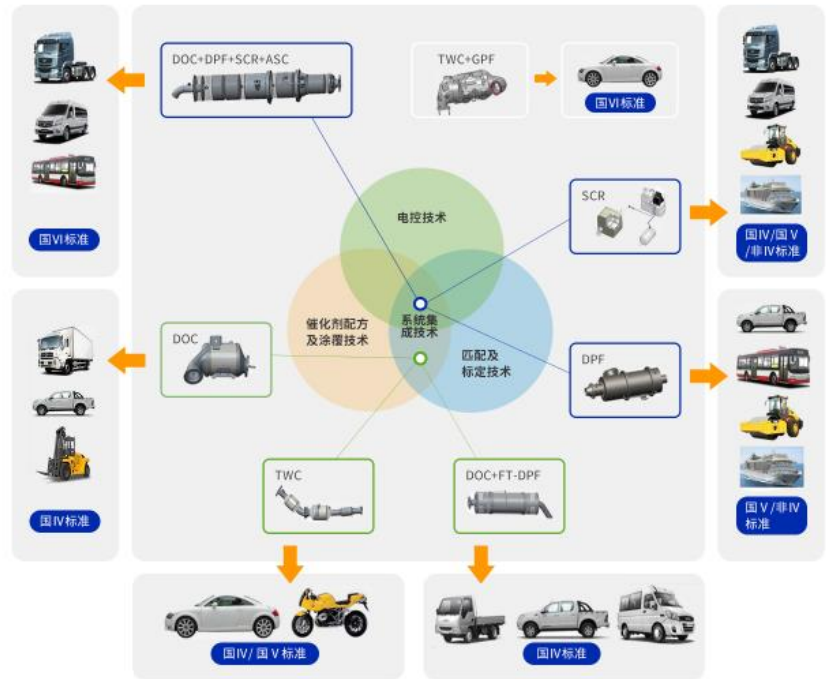 DOC+DPF+SCR+ASC
TWC+GPF
国VI标准
国VI标准
SCR
国IV/国V
/非IV标准
电控技术
催化剂配方
及涂覆技术
系统集
成技术
匹配及
标定技术
DOC
国IV标准
DPF
国V/非IV
标准
TWC
DOC+FT-DPF
国IV/国V标准
国IV标准